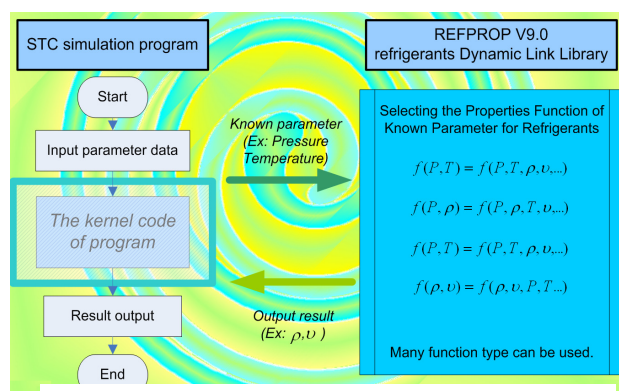 STC simulation program
Start
Input parameter data
The kernel code
of program
Result output
End
Known parameter
(Ex: Pressure
Temperature)
Output result
(Ex: ρ,υ )
REFPROP V9.0
refrigerants Dynamic Link Library
Selecting the Properties Function of
Known Parameter for Refrigerants
f(P,T) = f(P,T,ρ,υ,...)
f(P,ρ) = f(P,ρ,T,υ,...)
f(P,T) = f(P,T,ρ,υ,...)
f(ρ,υ) = f(ρ,υ,P,T...)
Many function type can be used.